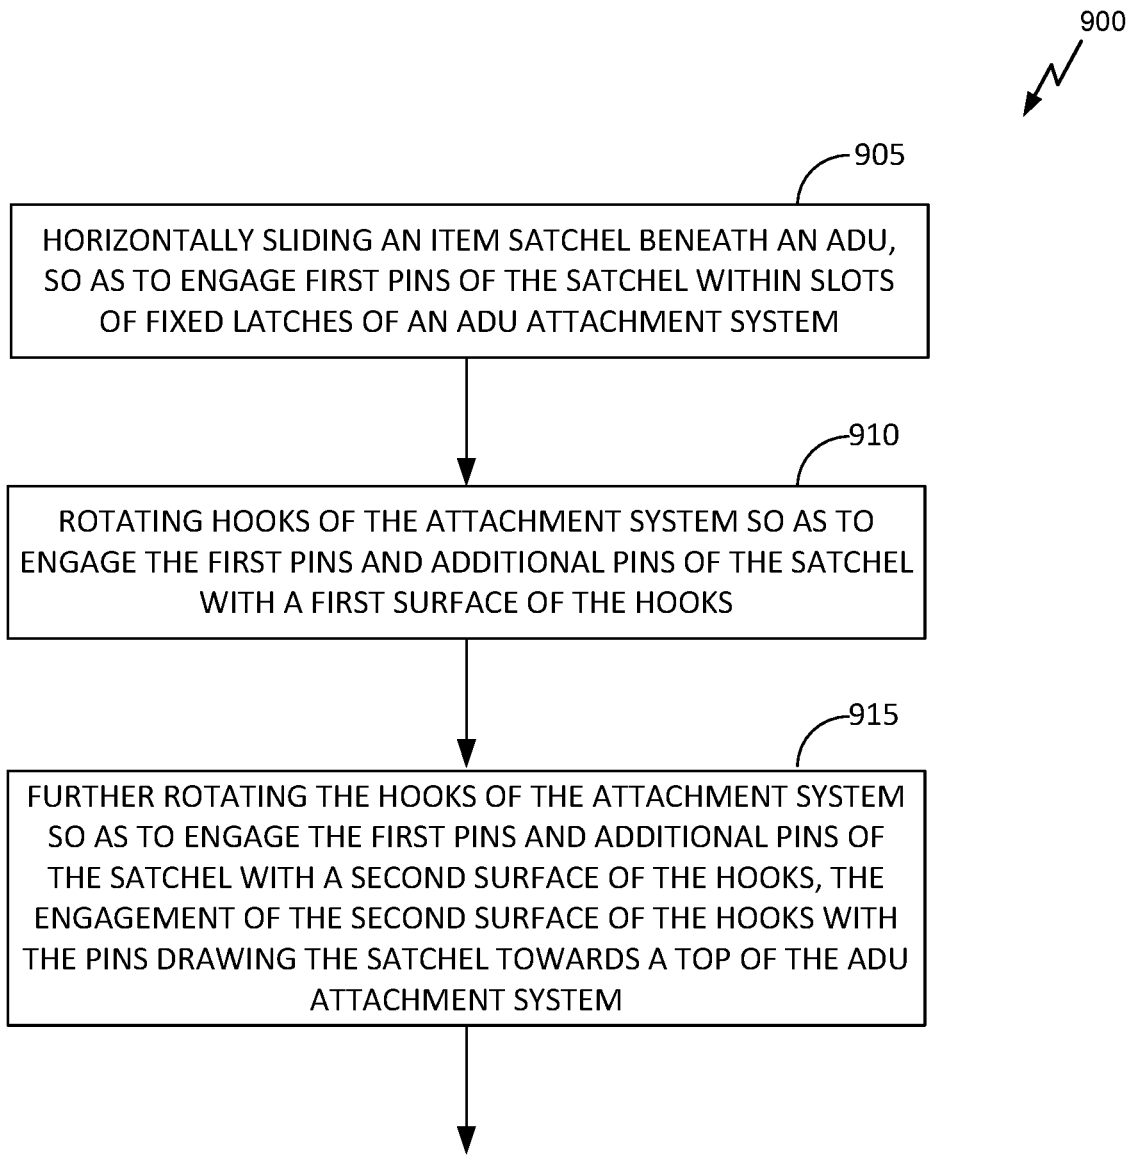 900
905
HORIZONTALLY SLIDING AN ITEM SATCHEL BENEATH AN ADU,
SO AS TO ENGAGE FIRST PINS OF THE SATCHEL WITHIN SLOTS
OF FIXED LATCHES OF AN ADU ATTACHMENT SYSTEM
910
ROTATING HOOKS OF THE ATTACHMENT SYSTEM SO AS TO
ENGAGE THE FIRST PINS AND ADDITIONAL PINS OF THE SATCHEL
WITH A FIRST SURFACE OF THE HOOKS
915
FURTHER ROTATING THE HOOKS OF THE ATTACHMENT SYSTEM
SO AS TO ENGAGE THE FIRST PINS AND ADDITIONAL PINS OF
THE SATCHEL WITH A SECOND SURFACE OF THE HOOKS, THE
ENGAGEMENT OF THE SECOND SURFACE OF THE HOOKS WITH
THE PINS DRAWING THE SATCHEL TOWARDS A TOP OF THE ADU
ATTACHMENT SYSTEM